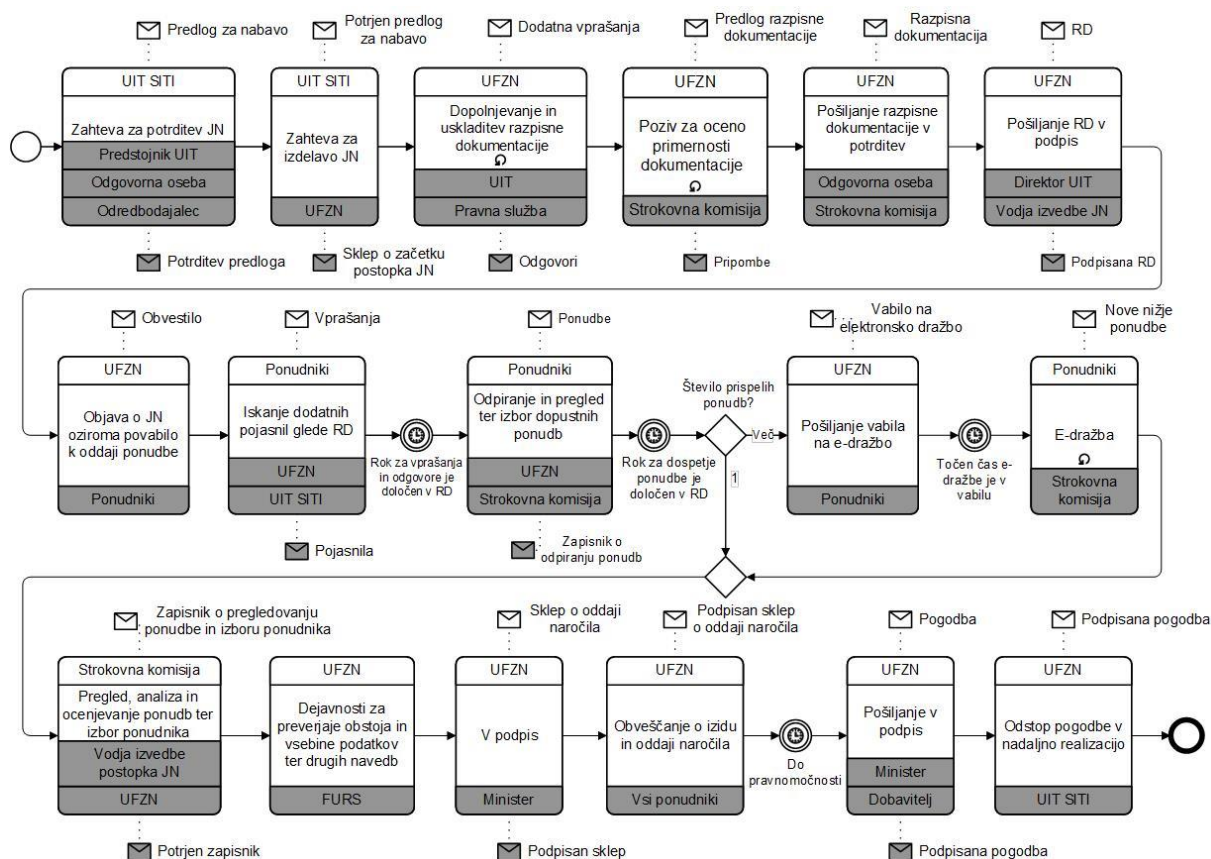 Predlog za nabavo
Potrjen predlog
za nabavo
Dodatna vprašanja
Predlog razpisne
dokumentacije
Razpisna
dokumentacija
RD
UIT SITI
Zahteva za potrditev JN
Predstojnik UIT
Odgovorna oseba
Odredbodajalec
UIT SITI
Zahteva za
izdelavo JN
UFZN
UFZN
Dopolnjevanje in
uskladitev razpisne
dokumentacije
UIT
Pravna služba
UFZN
Poziv za oceno
primernosti
dokumentacije
Strokovna komisija
UFZN
Pošiljanje razpisne
dokumentacije v
potrditev
Odgovorna oseba
Strokovna komisija
UFZN
Pošiljanje RD v
podpis
Direktor UIT
Vodja izvedbe JN
Potrditev predloga
Sklep o začetku
postopka JN
Odgovori
Pripombe
Podpisana RD
Obvestilo
Vprašanja
Ponudbe
Vabilo na
elektronsko dražbo
Nove nižje
ponudbe
UFZN
Objava o JN
oziroma povabilo
k oddaji ponudbe
Ponudniki
Ponudniki
Iskanje dodatnih
pojasnil glede RD
UFZN
UIT SITI
Rok za vprašanja
in odgovore je
določen v RD
Ponudniki
Odpiranje in pregled
ter izbor dopustnih
ponudb
UFZN
Strokovna komisija
Rok za dospetje
ponudbe je
določen v RD
Število prispelih
ponudb?
Več
1
UFZN
Pošiljanje vabila
na e-dražbo
Ponudniki
Točen čas e-
dražbe je v
vabilu
Ponudniki
E-dražba
Strokovna
komisija
Pojasnila
Zapisnik o
odpiranju ponudb
Zapisnik o pregledovanju
ponudbe in izboru ponudnika
Sklep o oddaji
naročila
Podpisan sklep
o oddaji naročila
Pogodba
Podpisana pogodba
Strokovna komisija
Pregled, analiza in
ocenjevanje ponudb ter
izbor ponudnika
Vodja izvedbe
postopka JN
UFZN
UFZN
Dejavnosti za
preverjaje obstoja in
vsebine podatkov
ter drugih navedb
FURS
UFZN
V podpis
Minister
UFZN
Obveščanje o izidu
in oddaji naročila
Vsi ponudniki
Do
pravnomočnosti
UFZN
Pošiljanje v
podpis
Minister
Dobavitelj
UFZN
Odstop pogodbe v
nadaljno realizacijo
UIT SITI
Potrjen zapisnik
Podpisan sklep
Podpisana pogodba